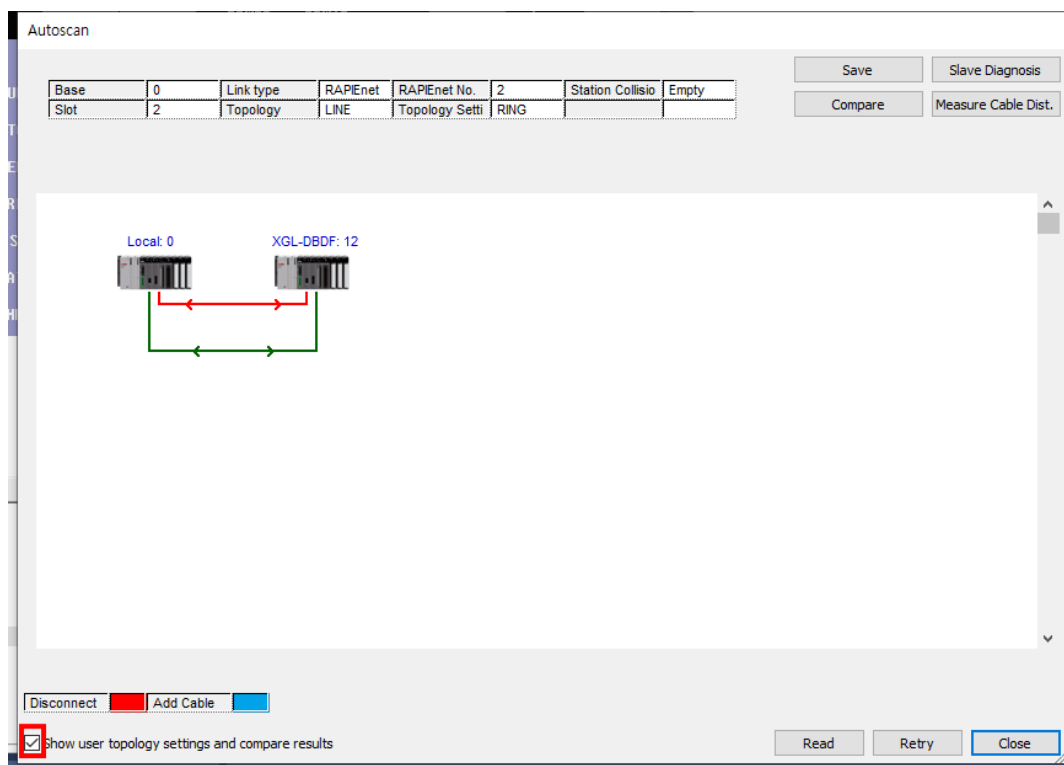 Autoscan
Save Slave Diagnosis
Base 0 Link type RAPIEnet RAPIEnet No. 2 Station Collisio Empty
Slot 2 Topology LINE Topology Setti RING
Compare Measure Cable Dist.
Local: 0 XGL-DBDF: 12
Disconnect Add Cable
Show user topology settings and compare results
Read Retry Close